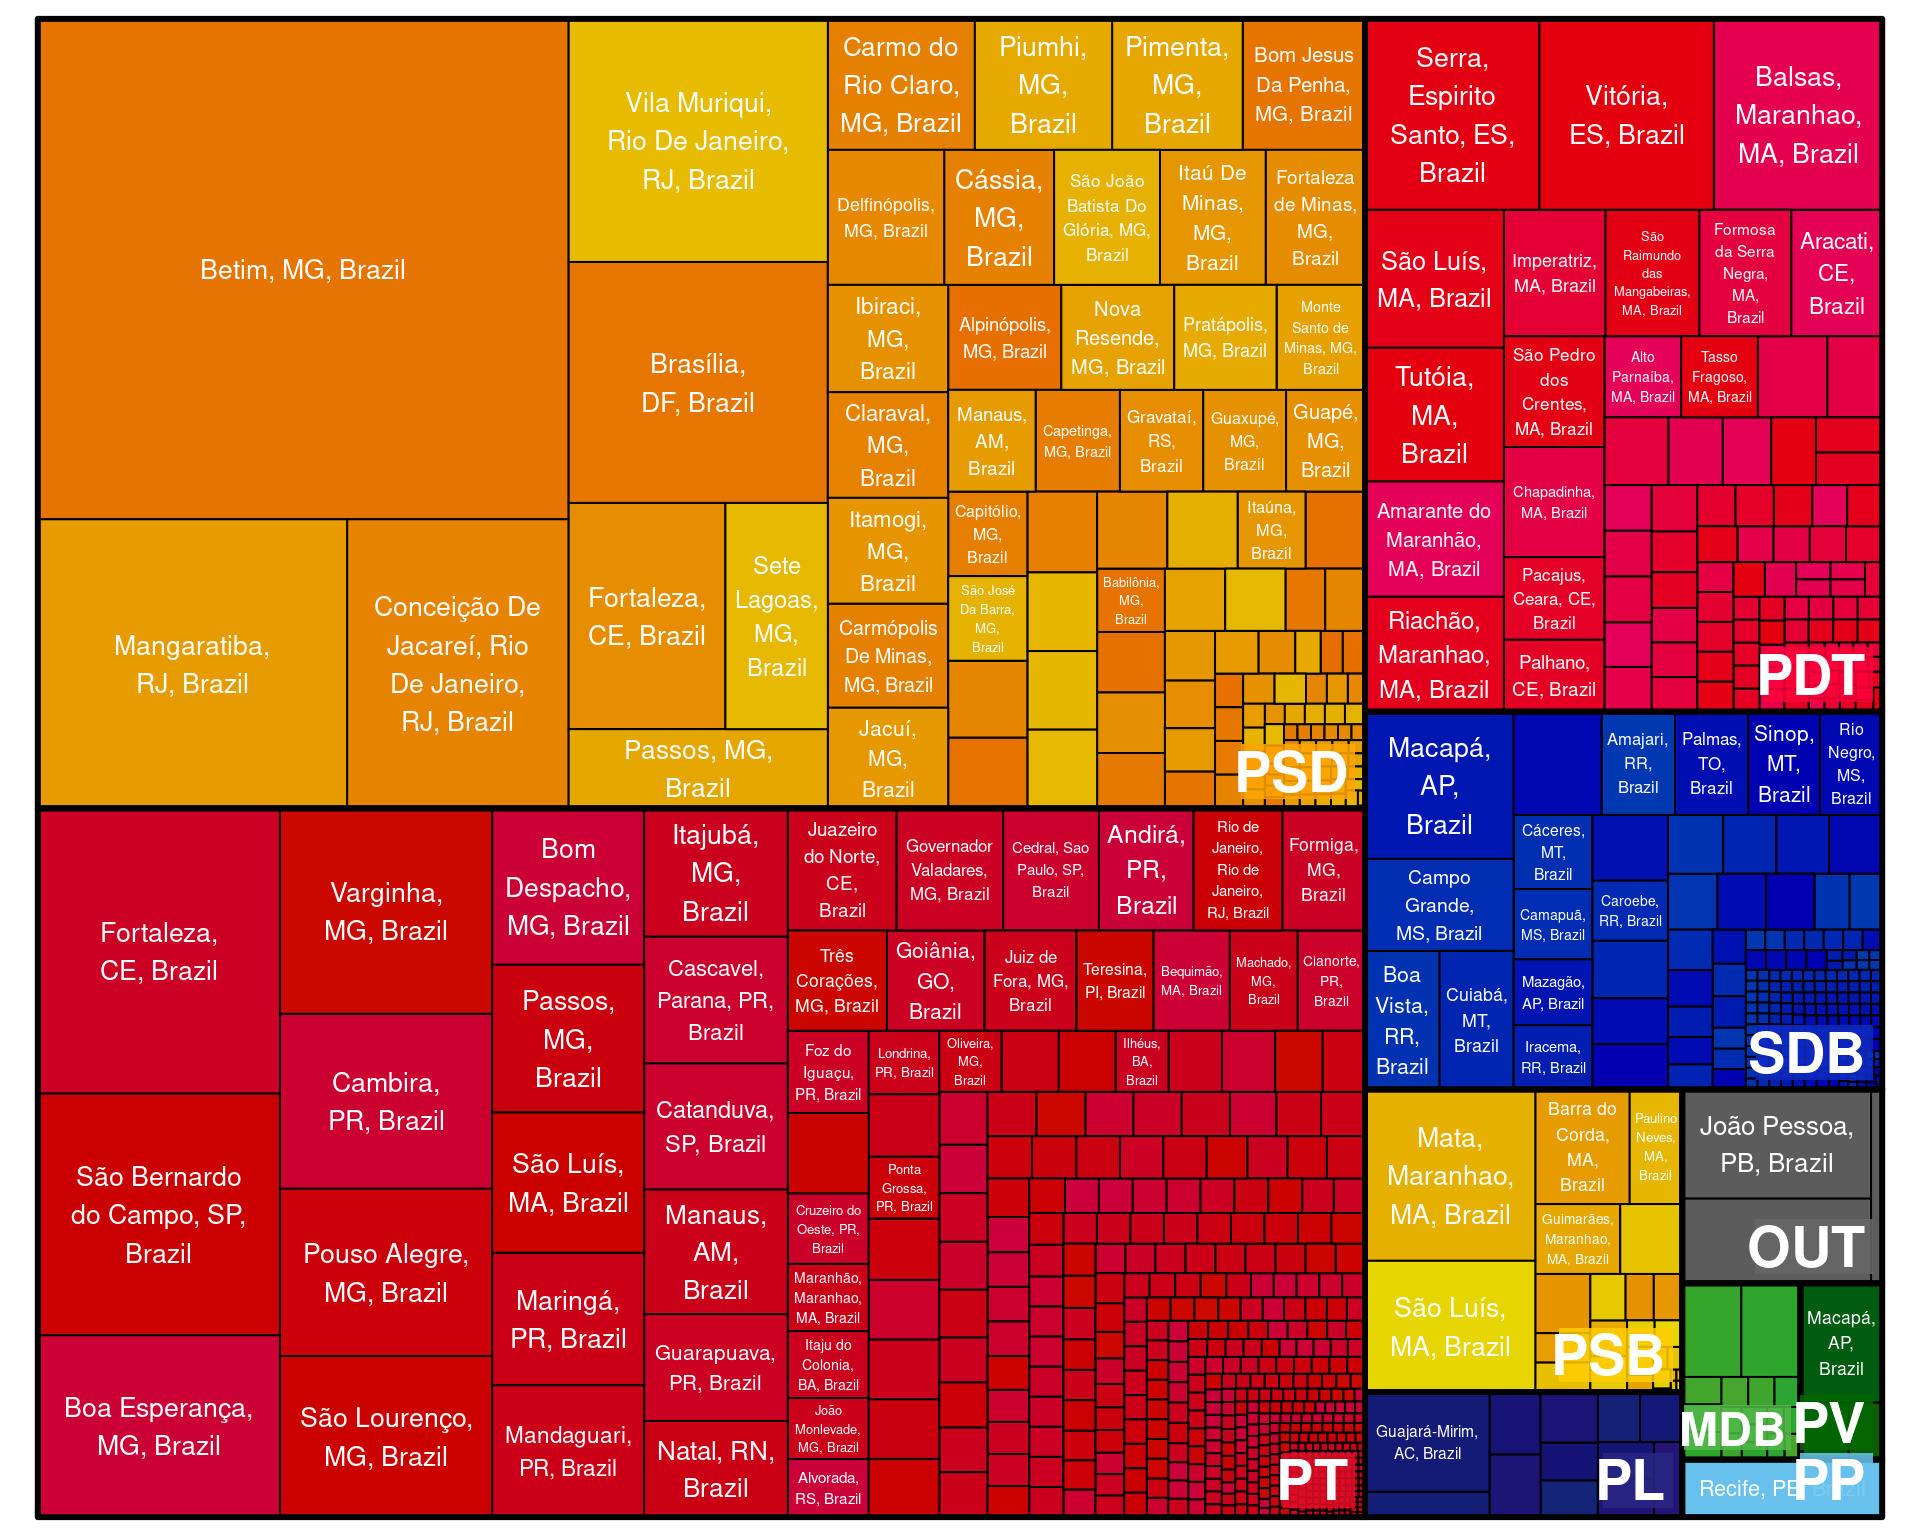 Betim, MG, Brazil
Mangaratiba,
RJ, Brazil
Conceição De
Jacareí, Rio
De Janeiro,
RJ, Brazil
Vila Muriqui,
Rio De Janeiro,
RJ, Brazil
Brasília,
DF, Brazil
Fortaleza,
CE, Brazil
Sete
Lagoas,
MG,
Brazil
Passos, MG,
Brazil
Carmo do
Rio Claro,
MG, Brazil
Piumhi,
MG,
Brazil
Pimenta,
MG,
Brazil
Bom Jesus
Da Penha,
MG, Brazil
Delfinópolis,
MG, Brazil
Cássia,
MG,
Brazil
São João
Batista Do
Glória, MG,
Brazil
Itaú De
Minas,
MG,
Brazil
Fortaleza
de Minas,
MG,
Brazil
Ibiraci,
MG,
Brazil
Alpinópolis,
MG, Brazil
Nova
Resende,
MG, Brazil
Pratápolis,
MG, Brazil
Monte
Santo de
Minas, MG,
Brazil
Claraval,
MG,
Brazil
Manaus,
AM,
Brazil
Capetinga,
MG, Brazil
Gravataí,
RS,
Brazil
Guaxupé,
MG,
Brazil
Guapé,
MG,
Brazil
Itamogi,
MG,
Brazil
Capitólio,
MG,
Brazil
Itaúna,
MG,
Brazil
São José
Da Barra,
MG,
Brazil
Babilônia,
MG,
Brazil
Carmópolis
De Minas,
MG, Brazil
Jacuí,
MG,
Brazil
PSD
Serra,
Espirito
Santo, ES,
Brazil
Vitória,
ES, Brazil
Balsas,
Maranhao,
MA, Brazil
São Luís,
MA, Brazil
Imperatriz,
MA, Brazil
São
Raimundo
das
Mangabeiras,
MA, Brazil
Formosa
da Serra
Negra,
MA,
Brazil
Aracati,
CE,
Brazil
Tutóia,
MA,
Brazil
São Pedro
dos
Crentes,
MA, Brazil
Alto
Parnaíba,
MA, Brazil
Tasso
Fragoso,
MA, Brazil
Amarante do
Maranhão,
MA, Brazil
Chapadinha,
MA, Brazil
Pacajus,
Ceara, CE,
Brazil
Riachão,
Maranhao,
MA, Brazil
Palhano,
CE, Brazil
PDT
Macapá,
AP,
Brazil
Amajari,
RR,
Brazil
Palmas,
TO,
Brazil
Sinop,
MT,
Brazil
Rio
Negro,
MS,
Brazil
Campo
Grande,
MS, Brazil
Cáceres,
MT,
Brazil
Camapuã,
MS, Brazil
Caroebe,
RR, Brazil
Boa
Vista,
RR,
Brazil
Cuiabá,
MT,
Brazil
Mazagão,
AP, Brazil
Iracema,
RR, Brazil
SDB
Fortaleza,
CE, Brazil
São Bernardo
do Campo, SP,
Brazil
Boa Esperança,
MG, Brazil
Varginha,
MG, Brazil
Cambira,
PR, Brazil
Pouso Alegre,
MG, Brazil
São Lourenço,
MG, Brazil
Bom
Despacho,
MG, Brazil
Passos,
MG,
Brazil
São Luís,
MA, Brazil
Maringá,
PR, Brazil
Mandaguari,
PR, Brazil
Itajubá,
MG,
Brazil
Cascavel,
Parana, PR,
Brazil
Catanduva,
SP, Brazil
Manaus,
AM,
Brazil
Guarapuava,
PR, Brazil
Natal, RN,
Brazil
Juazeiro
do Norte,
CE,
Brazil
Governador
Valadares,
MG, Brazil
Cedral, Sao
Paulo, SP,
Brazil
Andirá,
PR,
Brazil
Rio de
Janeiro,
Rio de
Janeiro,
RJ, Brazil
Formiga,
MG,
Brazil
Três
Corações,
MG, Brazil
Goiânia,
GO,
Brazil
Juiz de
Fora, MG,
Brazil
Teresina,
PI, Brazil
Bequimão,
MA, Brazil
Machado,
MG,
Brazil
Cianorte,
PR,
Brazil
Foz do
Iguaçu,
PR, Brazil
Londrina,
PR, Brazil
Oliveira,
MG,
Brazil
Ilhéus,
BA,
Brazil
Ponta
Grossa,
PR, Brazil
Cruzeiro do
Oeste, PR,
Brazil
Maranhão,
Maranhao,
MA, Brazil
Itaju do
Colonia,
BA, Brazil
João
Monlevade,
MG, Brazil
Alvorada,
RS, Brazil
PT
Mata,
Maranhao,
MA, Brazil
Barra do
Corda,
MA,
Brazil
Paulino
Neves,
MA,
Brazil
Guimarães,
Maranhao,
MA, Brazil
São Luís,
MA, Brazil
PSB
João Pessoa,
PB, Brazil
OUT
Guajará-Mirim,
AC, Brazil
PL
MDB
Macapá,
AP,
Brazil
PV
Recife, PE
PP